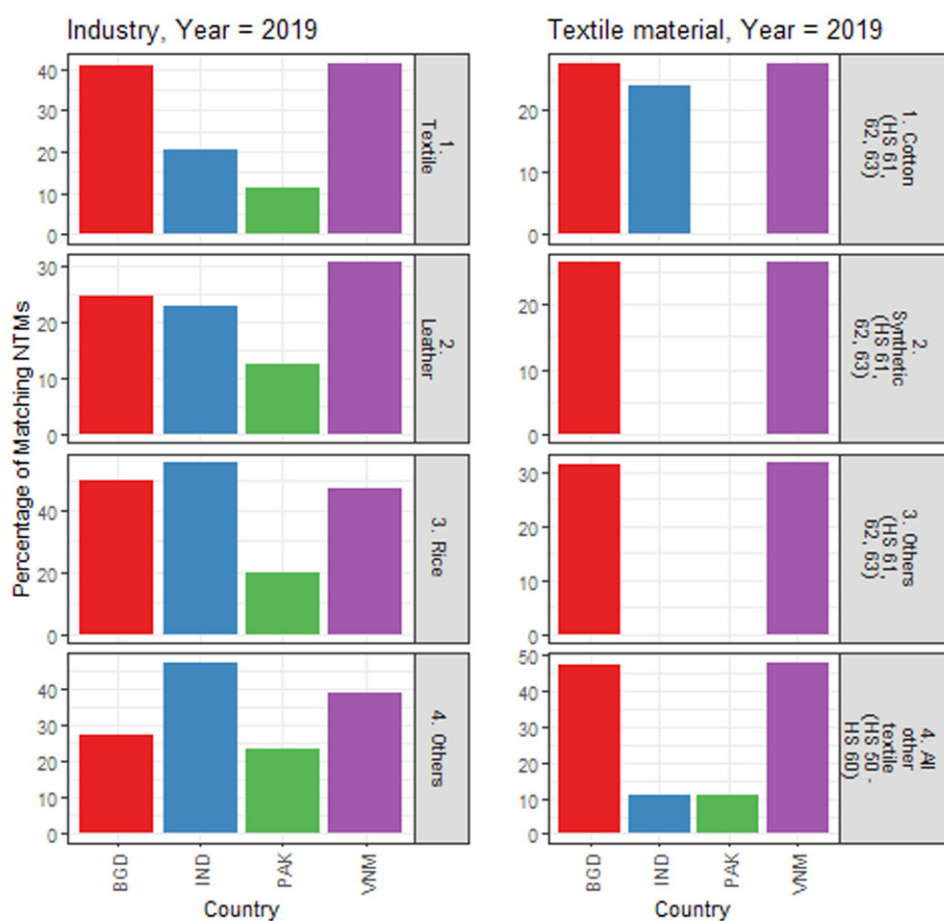 Industry, Year = 2019
Percentage of Matching NTMs
40
30
20
10
0
1.
Textile
30
20
10
0
2.
Leather
40
20
0
3. Rice
40
30
20
10
0
4. Others
BGD
IND
PAK
VNM
Country
Textile material, Year = 2019
20
10
0
1. Cotton
(HS 61,
62, 63)
20
10
0
2.
Synthetic
(HS 61,
62, 63)
30
20
10
0
3. Others
(HS 61,
62, 63)
50
40
30
20
10
0
4. All
other
textile
(HS 50 -
HS 60)
BGD
IND
PAK
VNM
Country